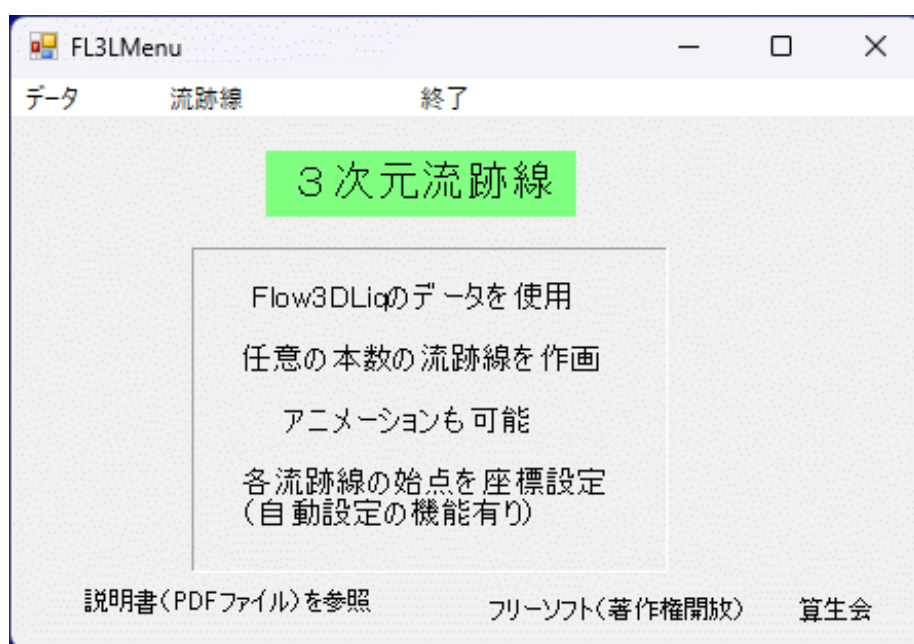 FL3LMenu
データ 流跡線 終了
３次元流跡線
Flow3DLiqのデータを使用
任意の本数の流跡線を作画
アニメーションも可能
各流跡線の始点を座標設定
(自動設定の機能有り)
説明書(PDFファイル)を参照
フリーソフト(著作権開放) 算生会